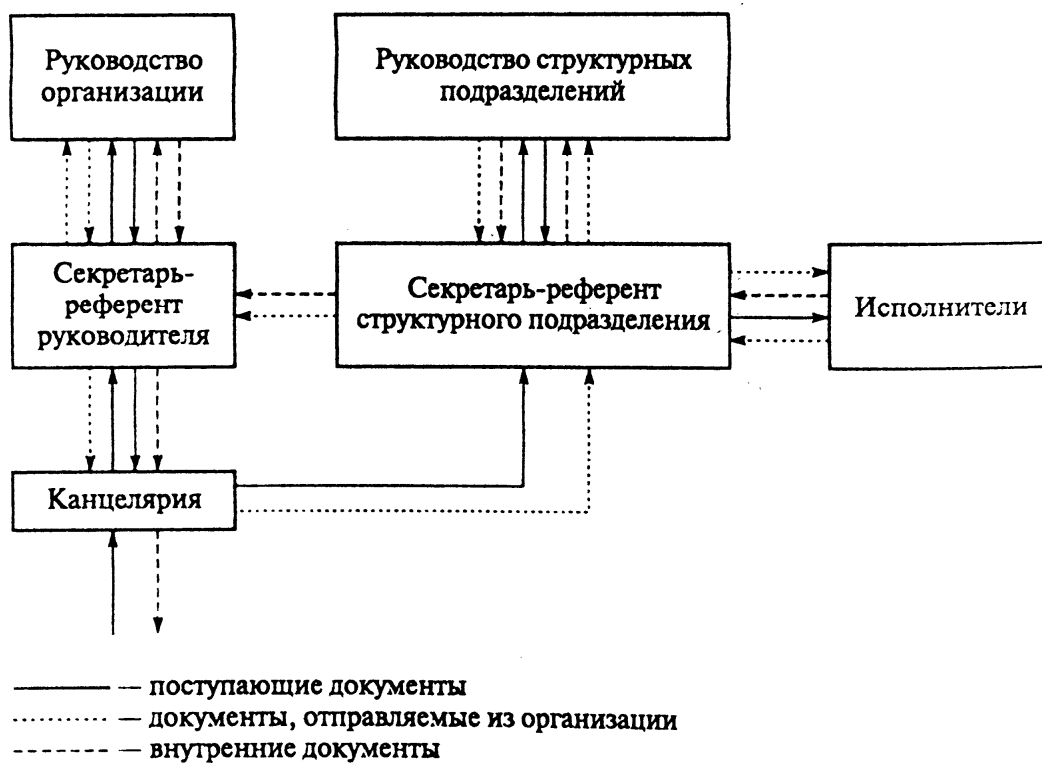 Руководство
организации
Руководство структурных
подразделений
Секретарь-
референт
руководителя
Секретарь-референт
структурного подразделения
Исполнители
Канцелярия
— поступающие документы
— документы, отправляемые из организации
— внутренние документы